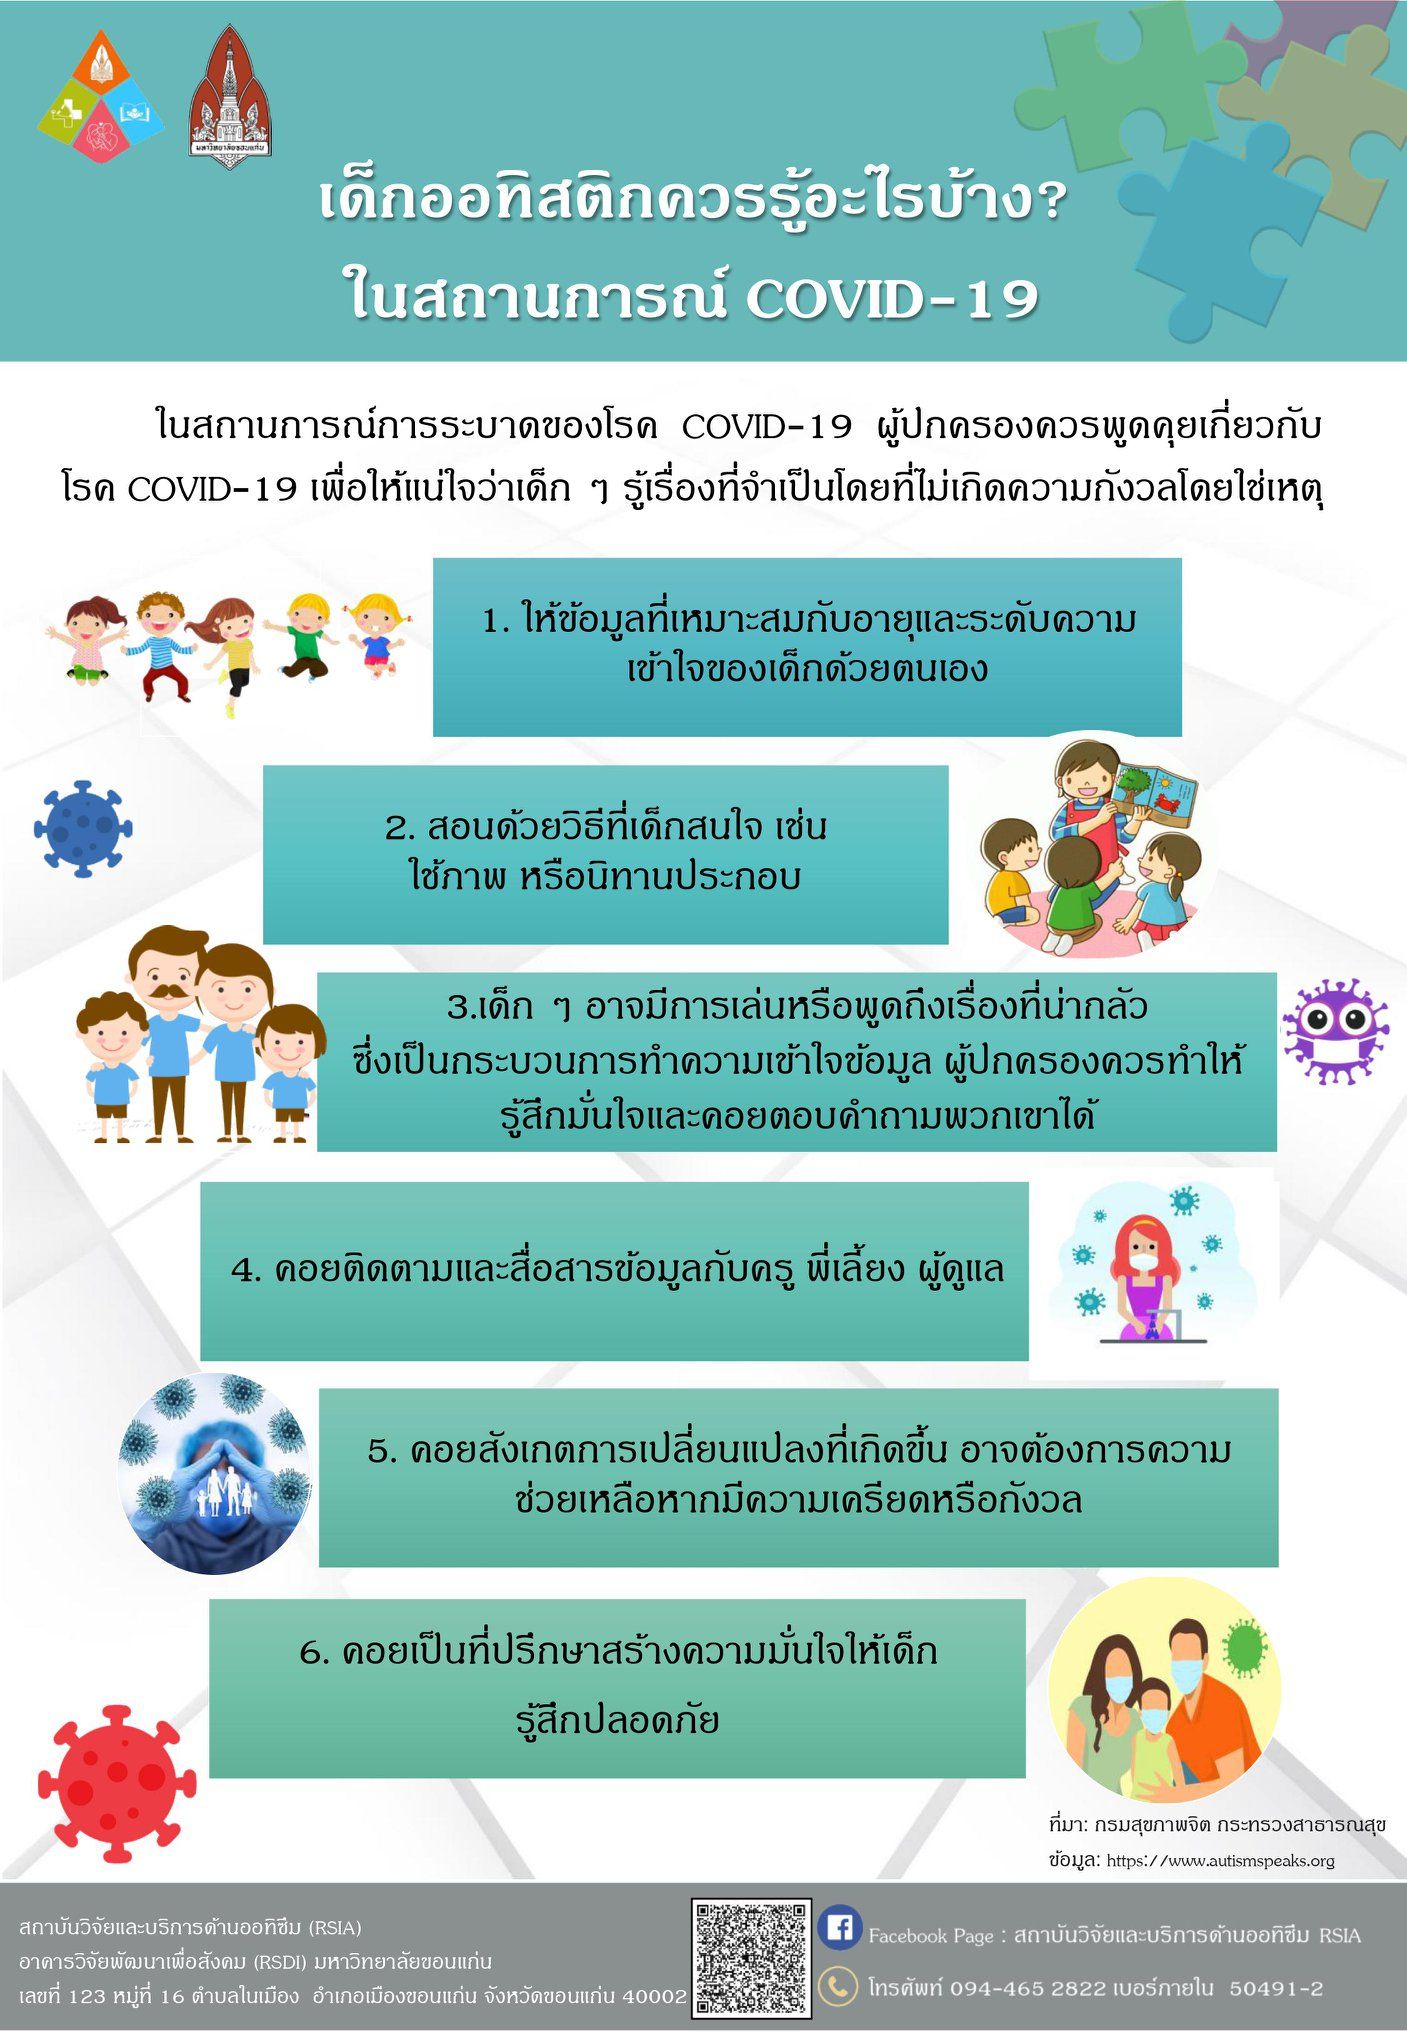 มหาวิทยาลัยขอนแก่น
เด็กออทิสติกควรรู้อะไรบ้าง?
ในสถานการณ์ COVID-19
ในสถานการณ์การระบาดของโรค COVID-19 ผู้ปกครองควรพูดคุยเกี่ยวกับ
โรค COVID-19 เพื่อให้แน่ใจว่าเด็ก ๆ รู้เรื่องที่จำเป็นโดยที่ไม่เกิดความกังวลโดยใช่เหตุ
1. ให้ข้อมูลที่เหมาะสมกับอายุและระดับความ
เข้าใจของเด็กด้วยตนเอง
2. สอนด้วยวิธีที่เด็กสนใจ เช่น
ใช้ภาพ หรือนิทานประกอบ
3.เด็ก ๆ อาจมีการเล่นหรือพูดถึงเรื่องที่น่ากลัว
ซึ่งเป็นกระบวนการทำความเข้าใจข้อมูล ผู้ปกครองควรทำให้
รู้สึกมั่นใจและคอยตอบคำถามพวกเขาได้
4. คอยติดตามและสื่อสารข้อมูลกับครู พี่เลี้ยง ผู้ดูแล
5. คอยสังเกตการเปลี่ยนแปลงที่เกิดขึ้น อาจต้องการความ
ช่วยเหลือหากมีความเครียดหรือกังวล
6. คอยเป็นที่ปรึกษาสร้างความมั่นใจให้เด็ก
รู้สึกปลอดภัย
ที่มา: กรมสุขภาพจิต กระทรวงสาธารณสุข
ข้อมูล: https://www.autismspeaks.org
สถาบันวิจัยและบริการด้านออทิซึม (RSIA)
อาคารวิจัยพัฒนาเพื่อสังคม (RSDI) มหาวิทยาลัยขอนแก่น
เลขที่ 123 หมู่ที่ 16 ตำบลในเมือง อำเภอเมืองขอนแก่น จังหวัดขอนแก่น 40002
Facebook Page : สถาบันวิจัยและบริการด้านออทิซึม RSIA
โทรศัพท์ 094-465 2822 เบอร์ภายใน 50491-2